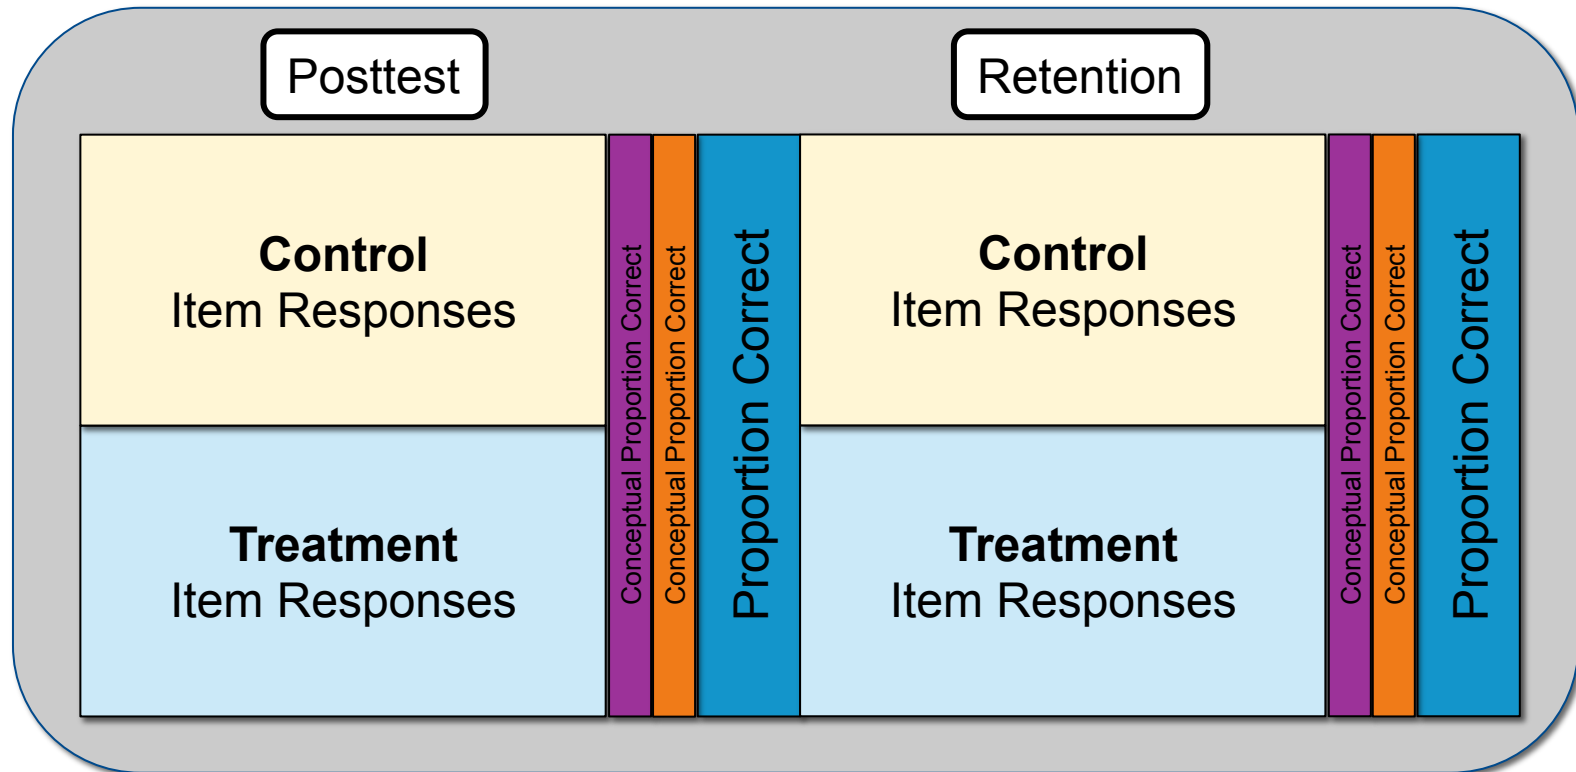 Posttest
Retention
Control
Item Responses
Treatment
Item Responses
Conceptual Proportion Correct
Conceptual Proportion Correct
Proportion Correct
Control
Item Responses
Treatment
Item Responses
Conceptual Proportion Correct
Conceptual Proportion Correct
Proportion Correct